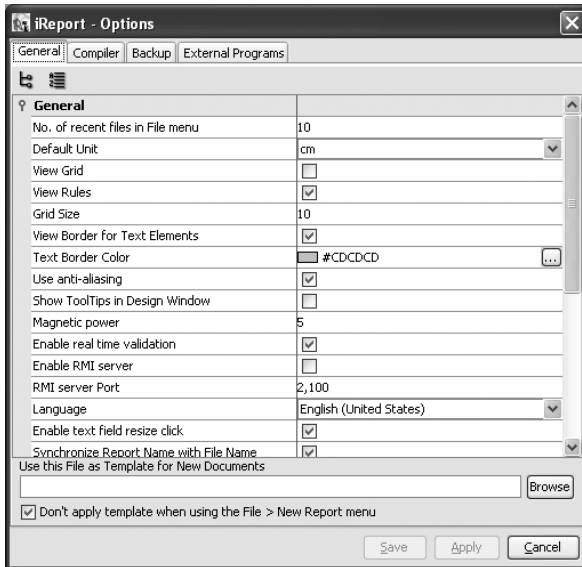 iReport - Options
General Compiler Backup External Programs
General
No. of recent files in File menu 10
Default Unit cm
View Grid
View Rules
Grid Size 10
View Border for Text Elements
Text Border Color #CDCDCD ...
Use anti-aliasing
Show ToolTips in Design Window
Magnetic power 5
Enable real time validation
Enable RMI server
RMI server Port 2,100
Language English (United States)
Enable text field resize click
Synchronize Report Name with File Name
Use this File as Template for New Documents
Browse
Don't apply template when using the File > New Report menu
Save Apply Cancel